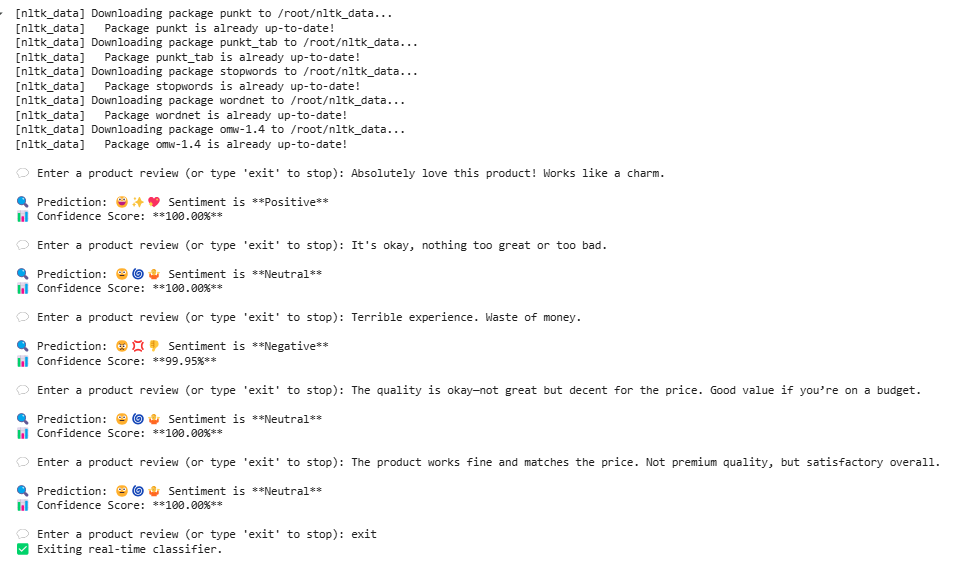 [nltk_data] Downloading package punkt to /root/nltk_data...
[nltk_data]   Package punkt is already up-to-date!
[nltk_data] Downloading package punkt_tab to /root/nltk_data...
[nltk_data]   Package punkt_tab is already up-to-date!
[nltk_data] Downloading package stopwords to /root/nltk_data...
[nltk_data]   Package stopwords is already up-to-date!
[nltk_data] Downloading package wordnet to /root/nltk_data...
[nltk_data]   Package wordnet is already up-to-date!
[nltk_data] Downloading package omw-1.4 to /root/nltk_data...
[nltk_data]   Package omw-1.4 is already up-to-date!
💬 Enter a product review (or type 'exit' to stop): Absolutely love this product! Works like a charm.
🔍 Prediction: 😀✨💖 Sentiment is **Positive**
📊 Confidence Score: **100.00%**
💬 Enter a product review (or type 'exit' to stop): It's okay, nothing too great or too bad.
🔍 Prediction: 😐🌀🤷 Sentiment is **Neutral**
📊 Confidence Score: **100.00%**
💬 Enter a product review (or type 'exit' to stop): Terrible experience. Waste of money.
🔍 Prediction: 😠💢👎 Sentiment is **Negative**
📊 Confidence Score: **99.95%**
💬 Enter a product review (or type 'exit' to stop): The quality is okay—not great but decent for the price. Good value if you’re on a budget.
🔍 Prediction: 😐🌀🤷 Sentiment is **Neutral**
📊 Confidence Score: **100.00%**
💬 Enter a product review (or type 'exit' to stop): The product works fine and matches the price. Not premium quality, but satisfactory overall.
🔍 Prediction: 😐🌀🤷 Sentiment is **Neutral**
📊 Confidence Score: **100.00%**
💬 Enter a product review (or type 'exit' to stop): exit
✅ Exiting real-time classifier.